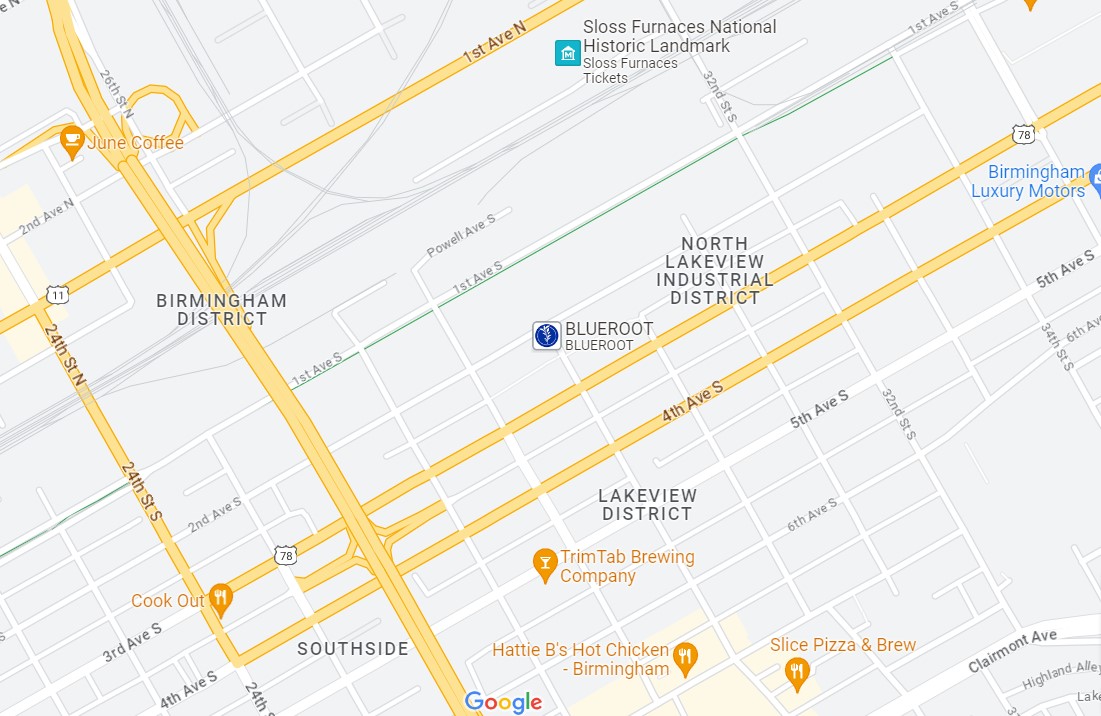 1st Ave S
Sloss Furnaces National
Historic Landmark
Sloss Furnaces
Tickets
1st Ave N
26th St N
32nd St S
78
June Coffee
Birmingham
Luxury Motors
2nd Ave N
Powell Ave S
NORTH
LAKEVIEW
INDUSTRIAL
DISTRICT
5th Ave S
1st Ave S
11
BIRMINGHAM
DISTRICT
BLUEROOT
BLUEROOT
34th St S
6th Ave
24th St N
1st Ave S
4th Ave S
5th Ave S
32nd St S
24th St S
LAKEVIEW
DISTRICT
2nd Ave S
6th Ave S
78
TrimTab Brewing
Company
Cook Out
3rd Ave S
SOUTHSIDE
Hattie B's Hot Chicken
- Birmingham
Slice Pizza & Brew
Clairmont Ave
Highland Alley
4th Ave S
24th St
Google
Lake